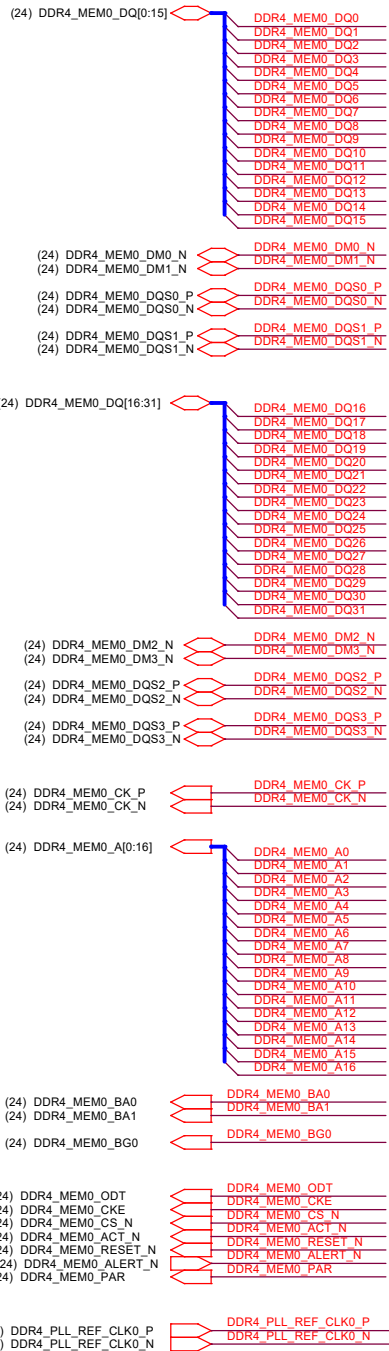 (24) DDR4_MEM0_DQ[0:15]
DDR4_MEM0_DQ0
DDR4_MEM0_DQ1
DDR4_MEM0_DQ2
DDR4_MEM0_DQ3
DDR4_MEM0_DQ4
DDR4_MEM0_DQ5
DDR4_MEM0_DQ6
DDR4_MEM0_DQ7
DDR4_MEM0_DQ8
DDR4_MEM0_DQ9
DDR4_MEM0_DQ10
DDR4_MEM0_DQ11
DDR4_MEM0_DQ12
DDR4_MEM0_DQ13
DDR4_MEM0_DQ14
DDR4_MEM0_DQ15
(24) DDR4_MEM0_DM0_N DDR4_MEM0_DM0_N
(24) DDR4_MEM0_DM1_N DDR4_MEM0_DM1_N
(24) DDR4_MEM0_DQS0_P DDR4_MEM0_DQS0_P
(24) DDR4_MEM0_DQS0_N DDR4_MEM0_DQS0_N
(24) DDR4_MEM0_DQS1_P DDR4_MEM0_DQS1_P
(24) DDR4_MEM0_DQS1_N DDR4_MEM0_DQS1_N
24) DDR4_MEM0_DQ[16:31]
DDR4_MEM0_DQ16
DDR4_MEM0_DQ17
DDR4_MEM0_DQ18
DDR4_MEM0_DQ19
DDR4_MEM0_DQ20
DDR4_MEM0_DQ21
DDR4_MEM0_DQ22
DDR4_MEM0_DQ23
DDR4_MEM0_DQ24
DDR4_MEM0_DQ25
DDR4_MEM0_DQ26
DDR4_MEM0_DQ27
DDR4_MEM0_DQ28
DDR4_MEM0_DQ29
DDR4_MEM0_DQ30
DDR4_MEM0_DQ31
(24) DDR4_MEM0_DM2_N DDR4_MEM0_DM2_N
(24) DDR4_MEM0_DM3_N DDR4_MEM0_DM3_N
(24) DDR4_MEM0_DQS2_P DDR4_MEM0_DQS2_P
(24) DDR4_MEM0_DQS2_N DDR4_MEM0_DQS2_N
(24) DDR4_MEM0_DQS3_P DDR4_MEM0_DQS3_P
(24) DDR4_MEM0_DQS3_N DDR4_MEM0_DQS3_N
(24) DDR4_MEM0_CK_P DDR4_MEM0_CK_P
(24) DDR4_MEM0_CK_N DDR4_MEM0_CK_N
(24) DDR4_MEM0_A[0:16]
DDR4_MEM0_A0
DDR4_MEM0_A1
DDR4_MEM0_A2
DDR4_MEM0_A3
DDR4_MEM0_A4
DDR4_MEM0_A5
DDR4_MEM0_A6
DDR4_MEM0_A7
DDR4_MEM0_A8
DDR4_MEM0_A9
DDR4_MEM0_A10
DDR4_MEM0_A11
DDR4_MEM0_A12
DDR4_MEM0_A13
DDR4_MEM0_A14
DDR4_MEM0_A15
DDR4_MEM0_A16
(24) DDR4_MEM0_BA0 DDR4_MEM0_BA0
(24) DDR4_MEM0_BA1 DDR4_MEM0_BA1
(24) DDR4_MEM0_BG0 DDR4_MEM0_BG0
24) DDR4_MEM0_ODT DDR4_MEM0_ODT
24) DDR4_MEM0_CKE DDR4_MEM0_CKE
24) DDR4_MEM0_CS_N DDR4_MEM0_CS_N
24) DDR4_MEM0_ACT_N DDR4_MEM0_ACT_N
24) DDR4_MEM0_RESET_N DDR4_MEM0_RESET_N
(24) DDR4_MEM0_ALERT_N DDR4_MEM0_ALERT_N
24) DDR4_MEM0_PAR DDR4_MEM0_PAR
) DDR4_PLL_REF_CLK0_P DDR4_PLL_REF_CLK0_P
) DDR4_PLL_REF_CLK0_N DDR4_PLL_REF_CLK0_N